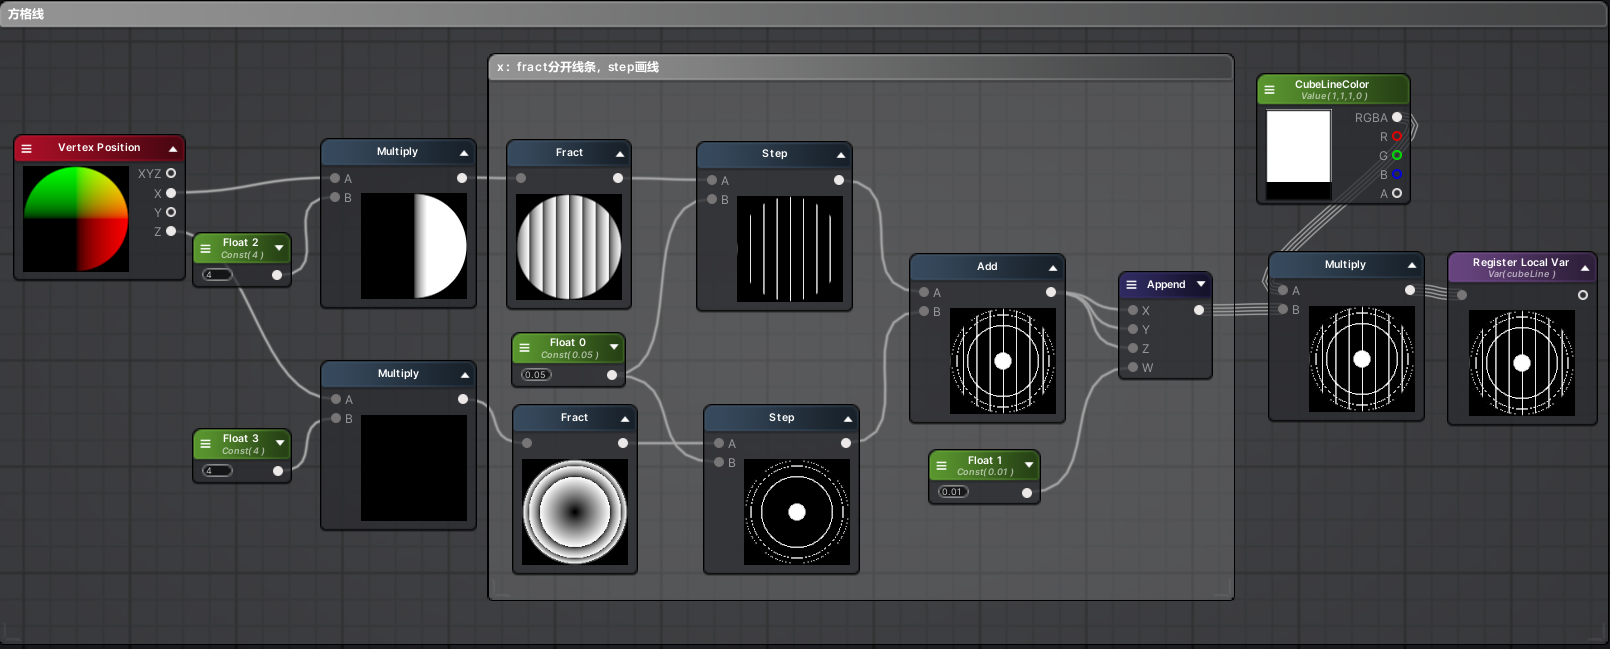 方格线
x：fract分开线条，step画线
Vertex Position
XYZ
X
Y
Z
Float 2
Const( 4 )
4
Multiply
A
B
Fract
Step
A
B
CubeLineColor
Value( 1,1,1,0 )
RGBA
R
G
B
A
Float 0
Const( 0.05 )
0.05
Add
A
B
Append
X
Y
Z
W
Multiply
A
B
Register Local Var
Var( cubeLine )
Float 3
Const( 4 )
4
Multiply
A
B
Fract
Step
A
B
Float 1
Const( 0.01 )
0.01